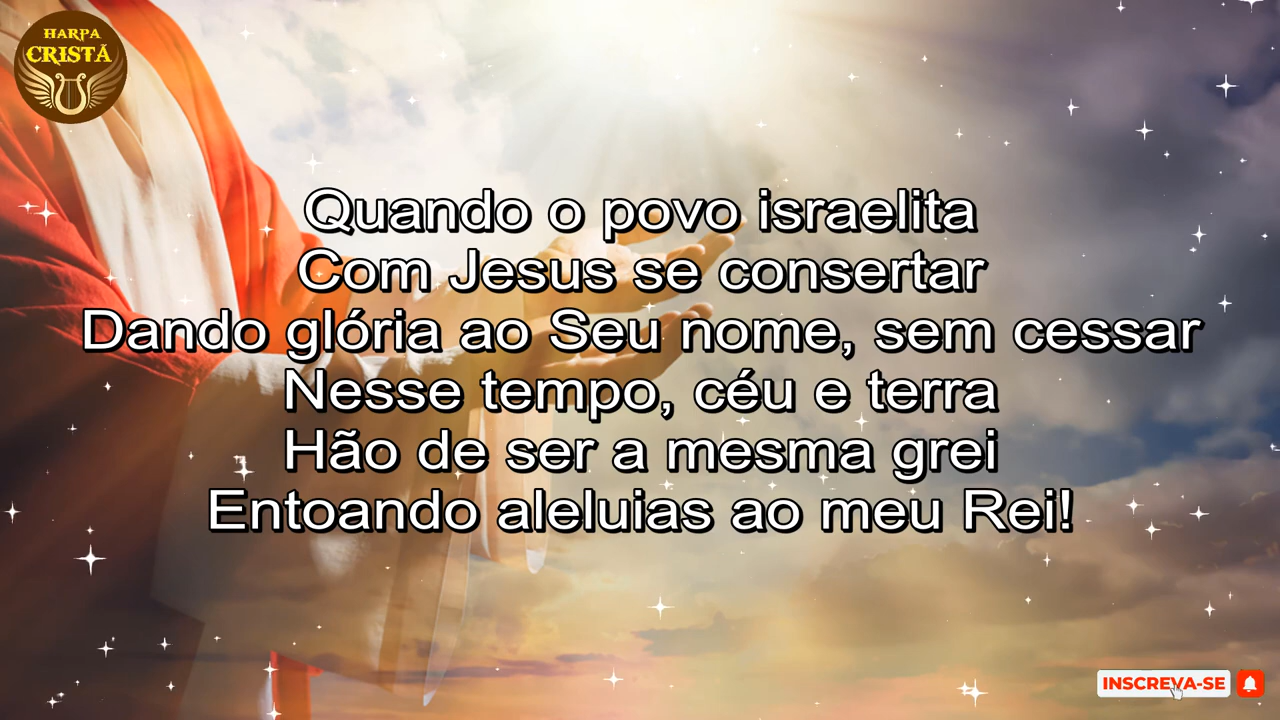 HARPA
CRISTÃ
Quando o povo israelita
Com Jesus se consertar
Dando glória ao Seu nome, sem cessar
Nesse tempo, céu e terra
Hão de ser a mesma grei
Entoando aleluias ao meu Rei!
INSCREVA-SE